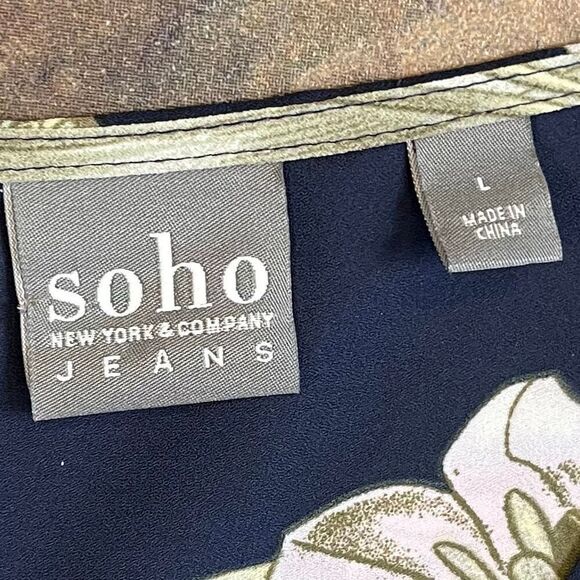 soho
NEW YORK & COMPANY
JEANS
L
MADE IN
CHINA